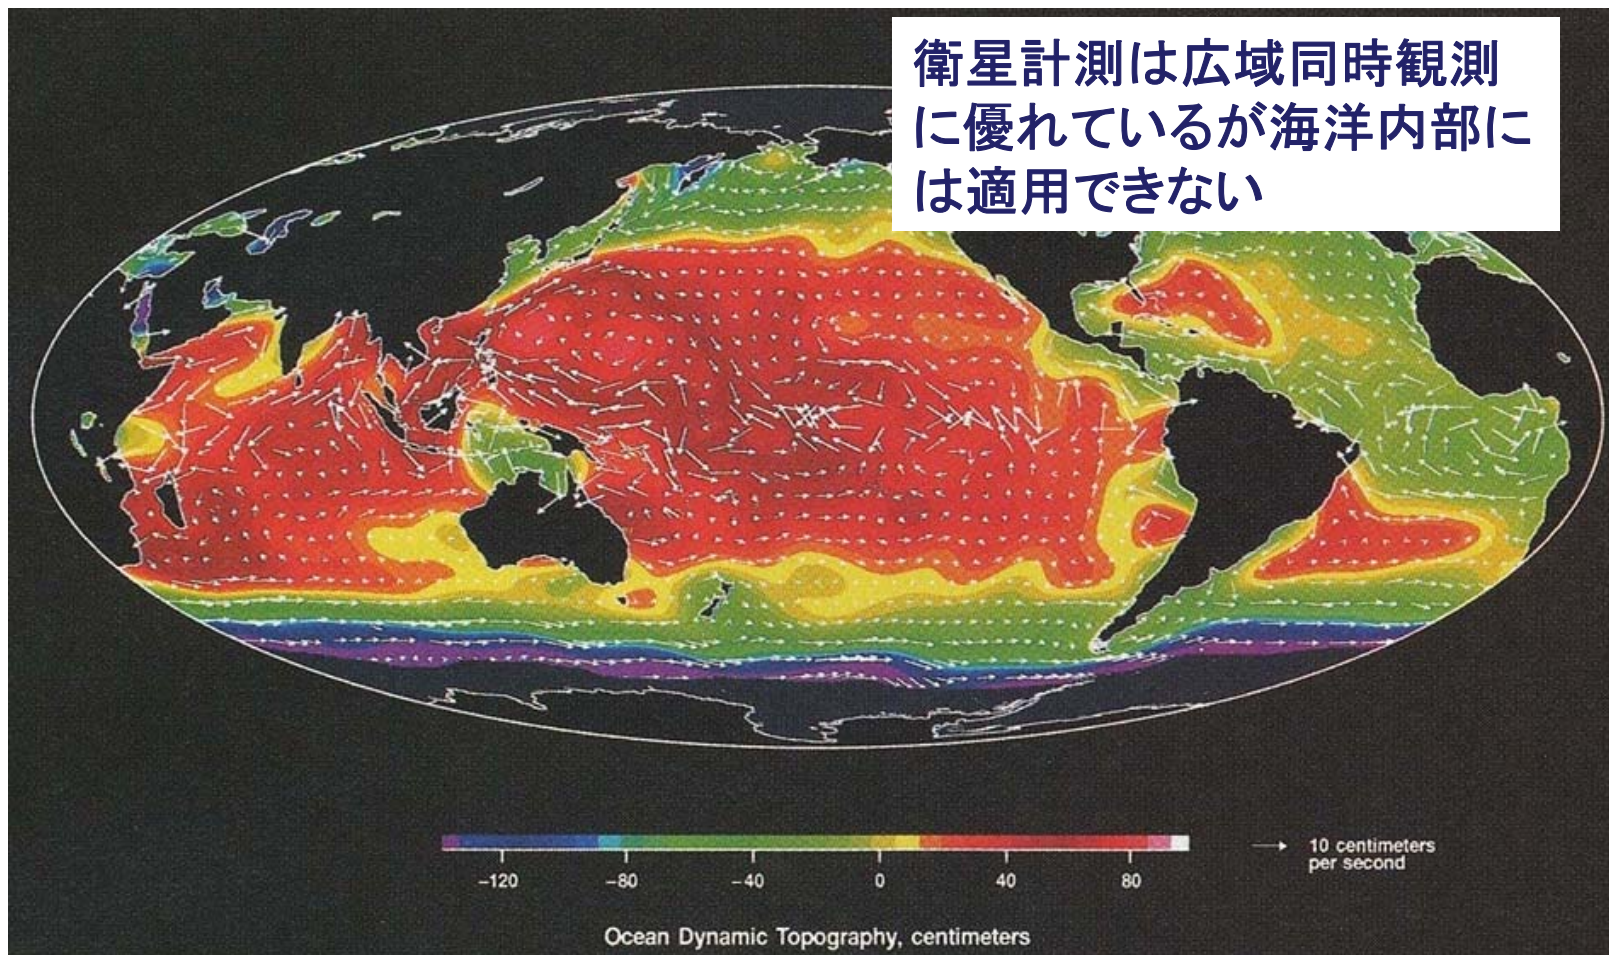 衛星計測は広域同時観測
に優れているが海洋内部に
は適用できない
10 centimeters
per second
−120 −80 −40 0 40 80
Ocean Dynamic Topography, centimeters